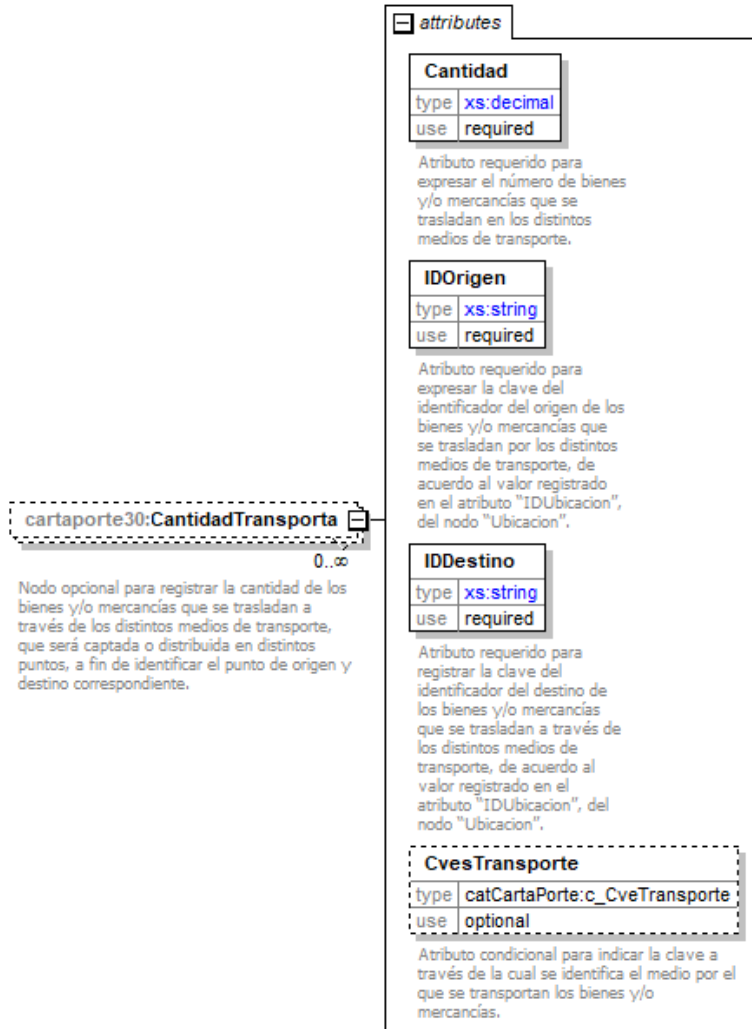 attributes
Cantidad
type xs:decimal
use required
Atributo requerido para
expresar el número de bienes
y/o mercancías que se
trasladan en los distintos
medios de transporte.
IDOrigen
type xs:string
use required
Atributo requerido para
expresar la clave del
identificador del origen de los
bienes y/o mercancías que
se trasladan por los distintos
medios de transporte, de
acuerdo al valor registrado
en el atributo “IDUbicacion”,
del nodo “Ubicacion”.
cartaporte30:CantidadTransporta
0..∞
Nodo opcional para registrar la cantidad de los
bienes y/o mercancías que se trasladan a
través de los distintos medios de transporte,
que será captada o distribuida en distintos
puntos, a fin de identificar el punto de origen y
destino correspondiente.
IDDestino
type xs:string
use required
Atributo requerido para
registrar la clave del
identificador del destino de
los bienes y/o mercancías
que se trasladan a través de
los distintos medios de
transporte, de acuerdo al
valor registrado en el
atributo “IDUbicacion”, del
nodo “Ubicacion”.
CvesTransporte
type catCartaPorte:c_CveTransporte
use optional
Atributo condicional para indicar la clave a
través de la cual se identifica el medio por el
que se transportan los bienes y/o
mercancías.